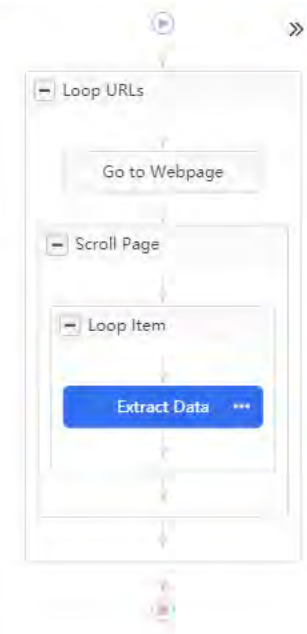 Loop URLs
Go to Webpage
Scroll Page
Loop Item
Extract Data